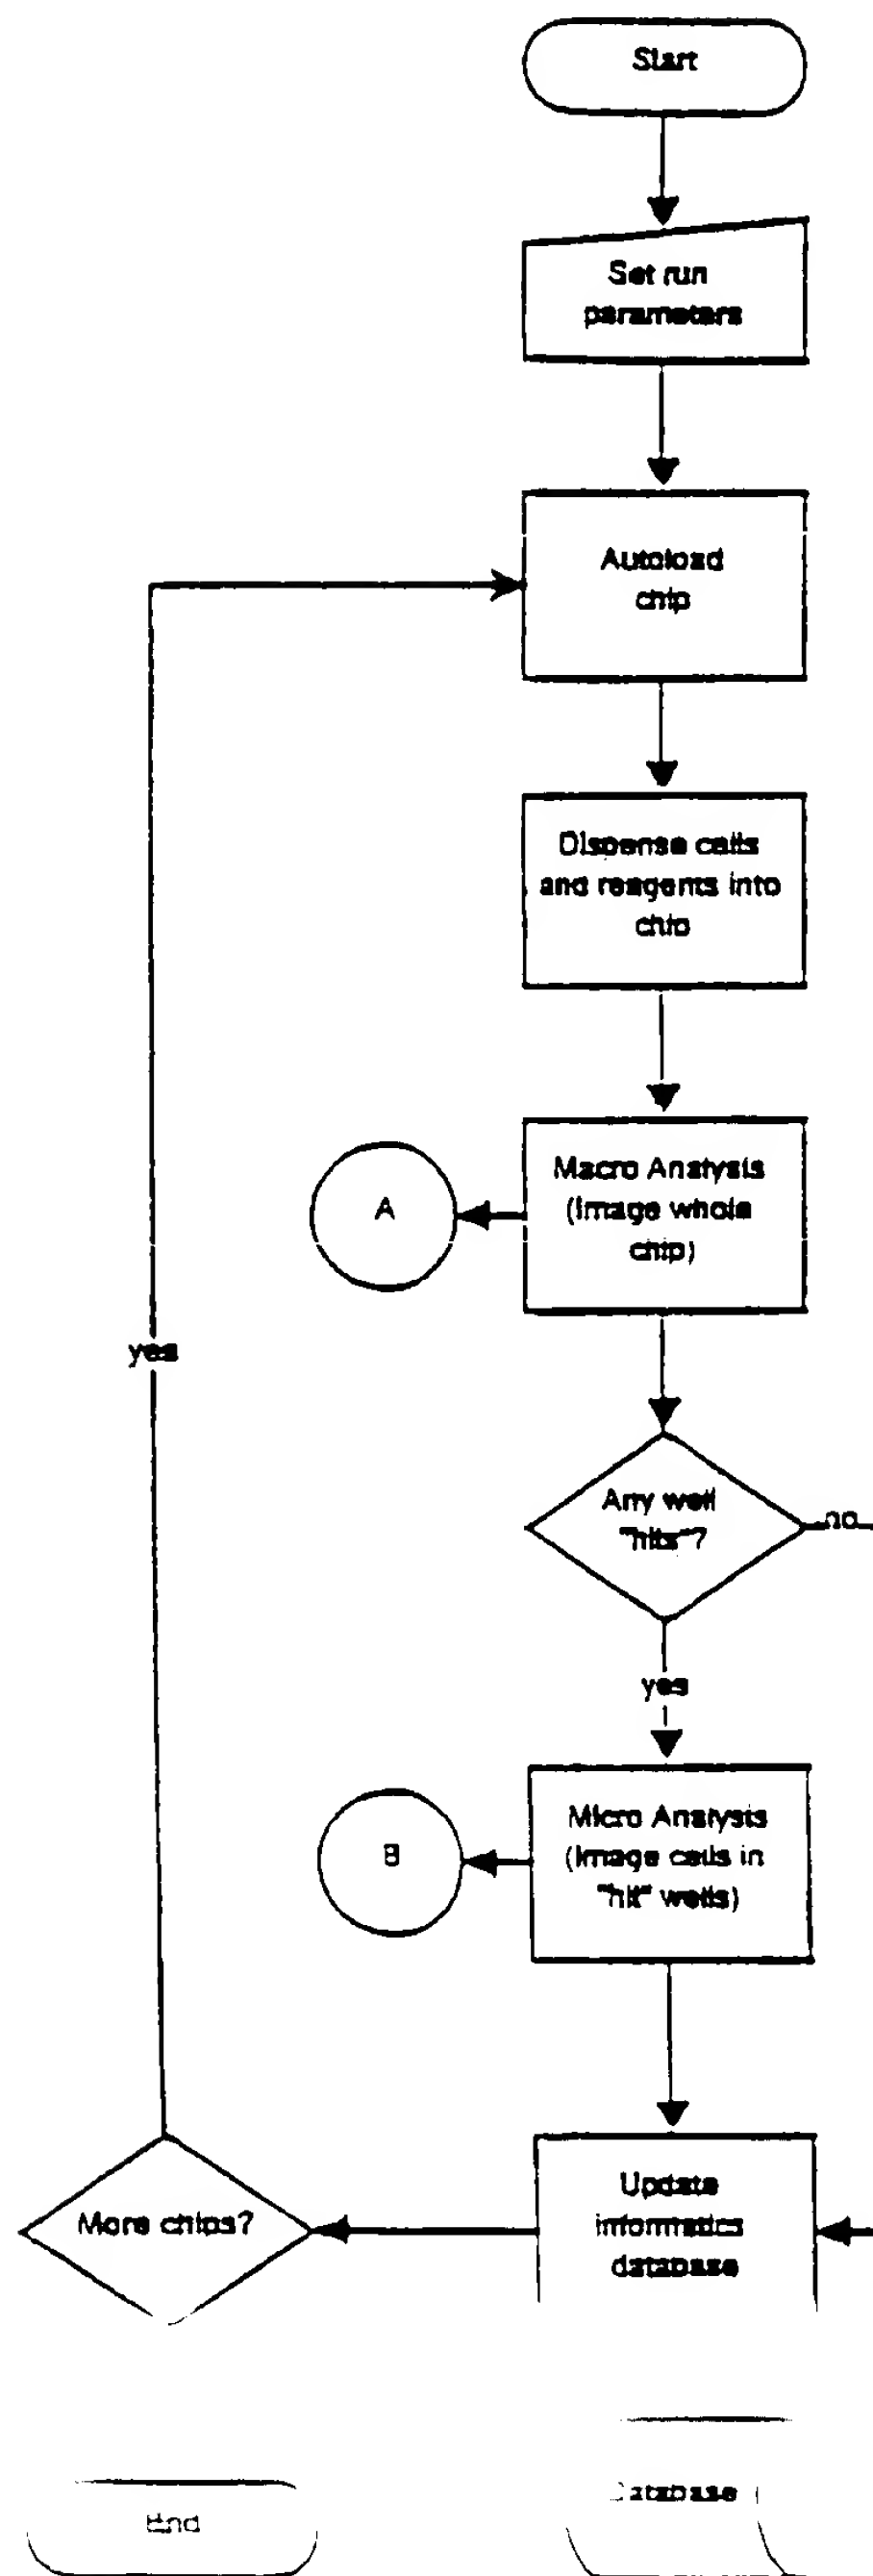 Start
Set run
parameters
Autoload
chip
Dispense cells
and reagents into
chip
A
Macro Analysis
(Image whole
chip)
yes
Any well
"hits"?
no
yes
B
Micro Analysis
(Image cells in
"hit" wells)
More chips?
Update
informatics
database
End
Database